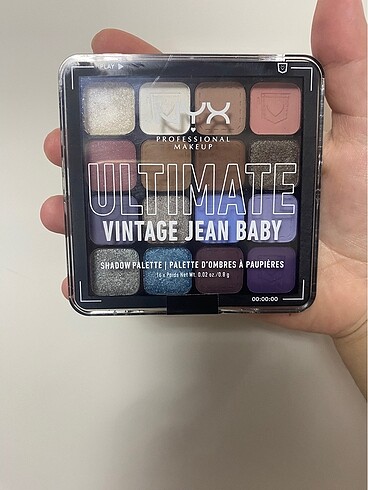 PLAY
NYX
PROFESSIONAL
MAKEUP
ULTIMATE
VINTAGE JEAN BABY
SHADOW PALETTE | PALETTE D'OMBRES À PAUPIÈRES
16 x Poids Net Wt. 0.02 oz./0.8 g
00:00:00